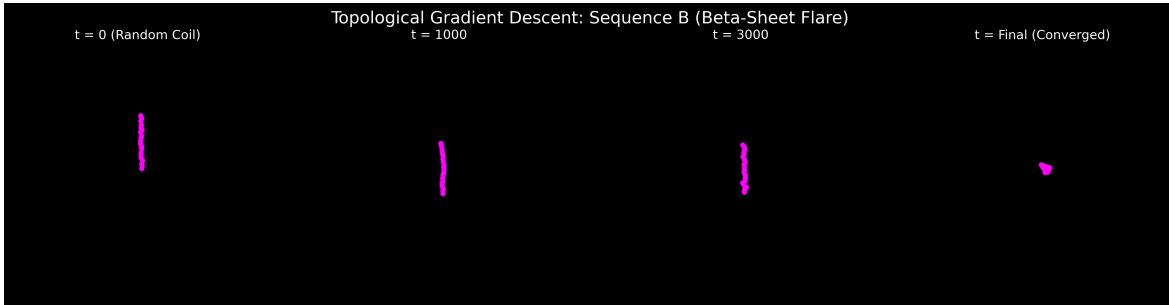 Topological Gradient Descent: Sequence B (Beta-Sheet Flare)
t = 0 (Random Coil)
t = 1000
t = 3000
t = Final (Converged)